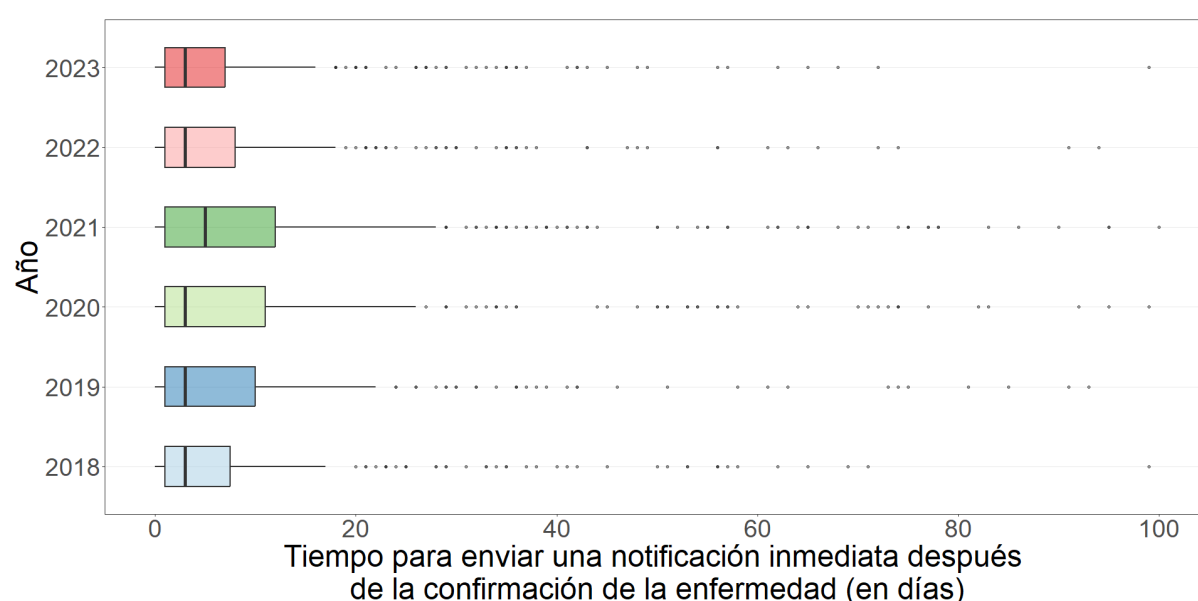 Año
2023
2022
2021
2020
2019
2018
0 20 40 60 80 100
Tiempo para enviar una notificación inmediata después
de la confirmación de la enfermedad (en días)